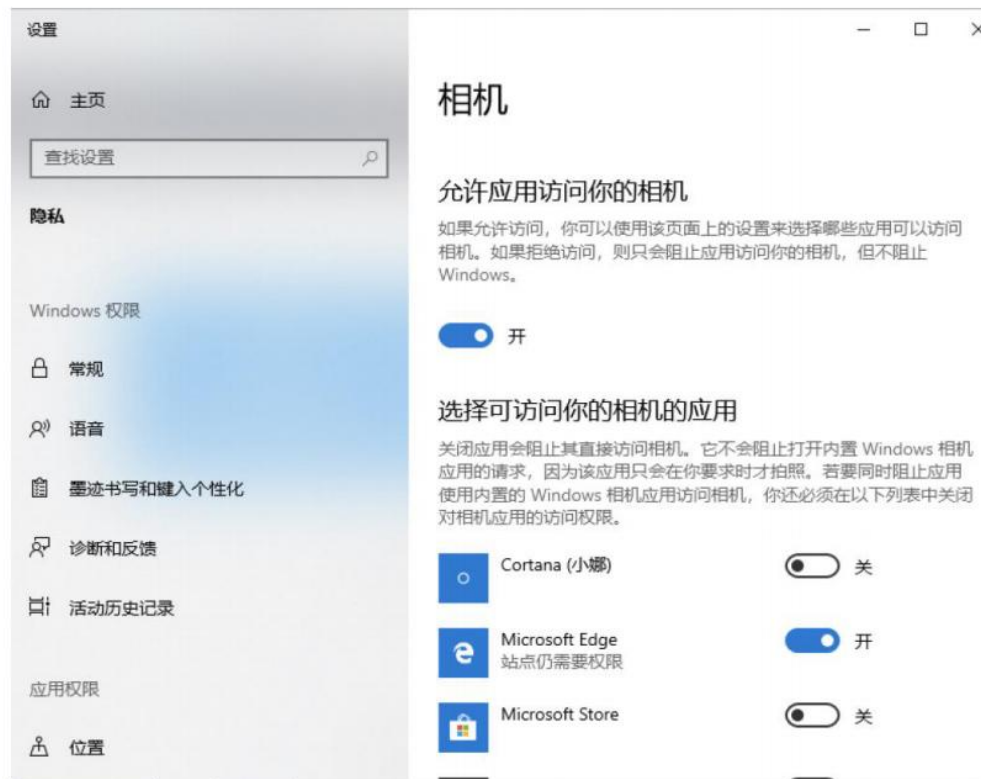 设置
主页
查找设置
隐私
Windows 权限
常规
语音
墨迹书写和键入个性化
诊断和反馈
活动历史记录
应用权限
位置
相机
允许应用访问你的相机
如果允许访问，你可以使用该页面上的设置来选择哪些应用可以访问
相机。如果拒绝访问，则只会阻止应用访问你的相机，但不阻止
Windows。
开
选择可访问你的相机的应用
关闭应用会阻止其直接访问相机。它不会阻止打开内置 Windows 相机
应用的请求，因为该应用只会在你要求时才拍照。若要同时阻止应用
使用内置的 Windows 相机应用访问相机，你还必须在以下列表中关闭
对相机应用的访问权限。
Cortana (小娜)
关
Microsoft Edge
站点仍需要权限
开
Microsoft Store
关